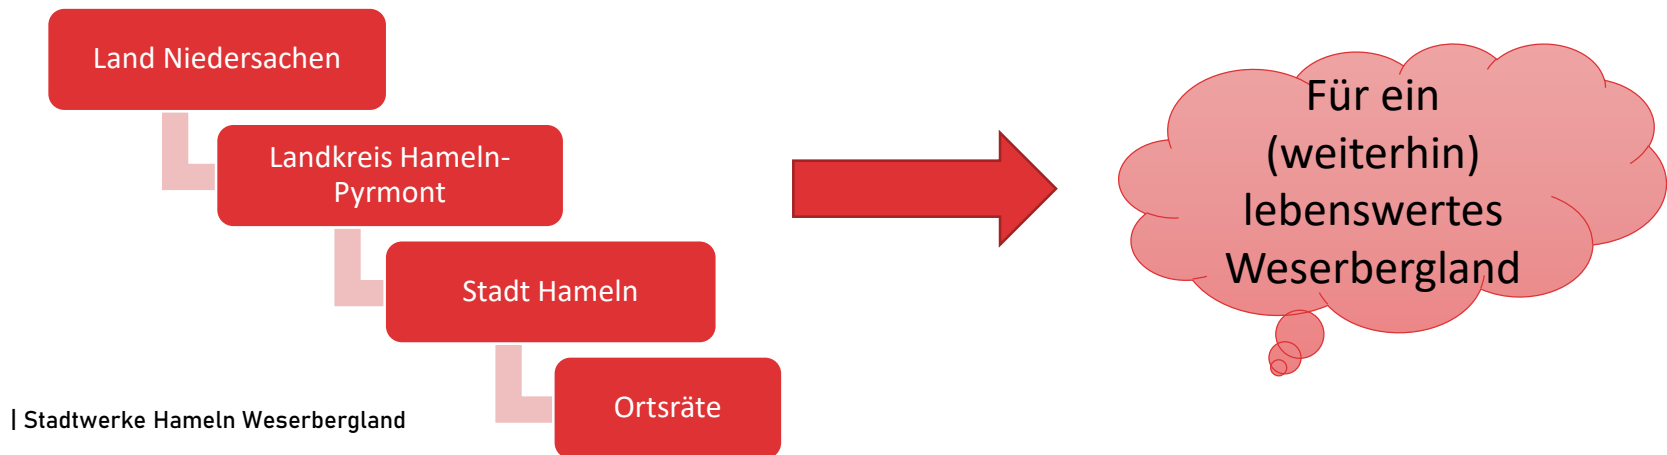 Land Niedersachen
Landkreis Hameln-
Pyrmont
Stadt Hameln
Ortsräte
Für ein
(weiterhin)
lebenswertes
Weserbergland
| Stadtwerke Hameln Weserbergland